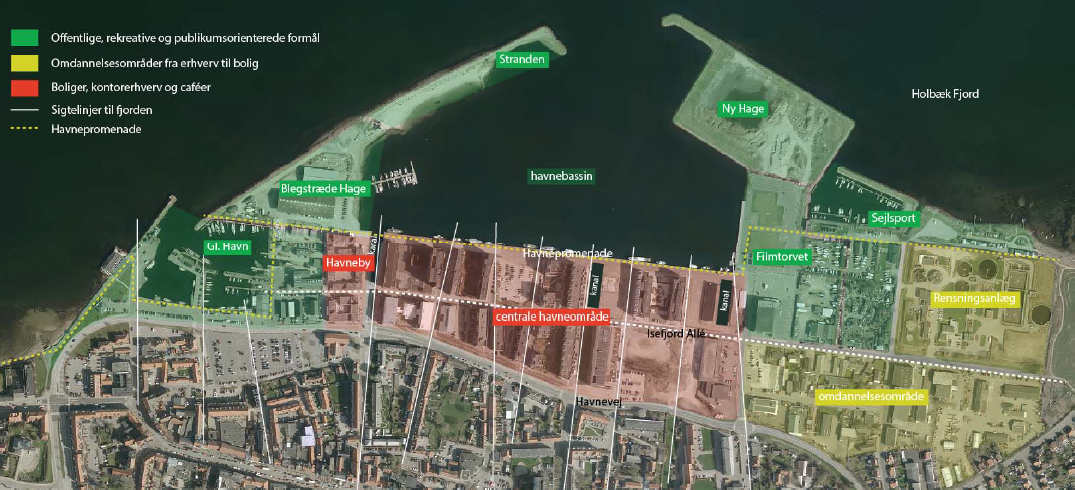 Offentlige, rekreative og publikumsorienterede formål
Omdannelsesområder fra erhverv til bolig
Boliger, kontorerhverv og caféer
Sigtelinjer til fjorden
Havnepromenade
Stranden
Ny Hage
Holbæk Fjord
Blegstræde Hage
havnebassin
Sejlsport
Gl. Havn
kanal
Havneby
Havnepromenade
Filmtorvet
kanal
kanal
Rensningsanlæg
centrale havneområde
Isefjord Allé
Havnevej
omdannelsesområde